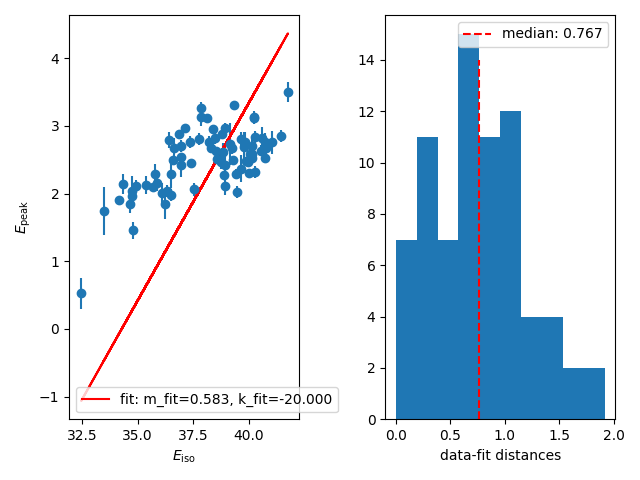 4
3
2
1
0
−1
E_peak
32.5 35.0 37.5 40.0
E_iso
fit: m_fit=0.583, k_fit=-20.000
14
12
10
8
6
4
2
0
0.0 0.5 1.0 1.5 2.0
data-fit distances
median: 0.767